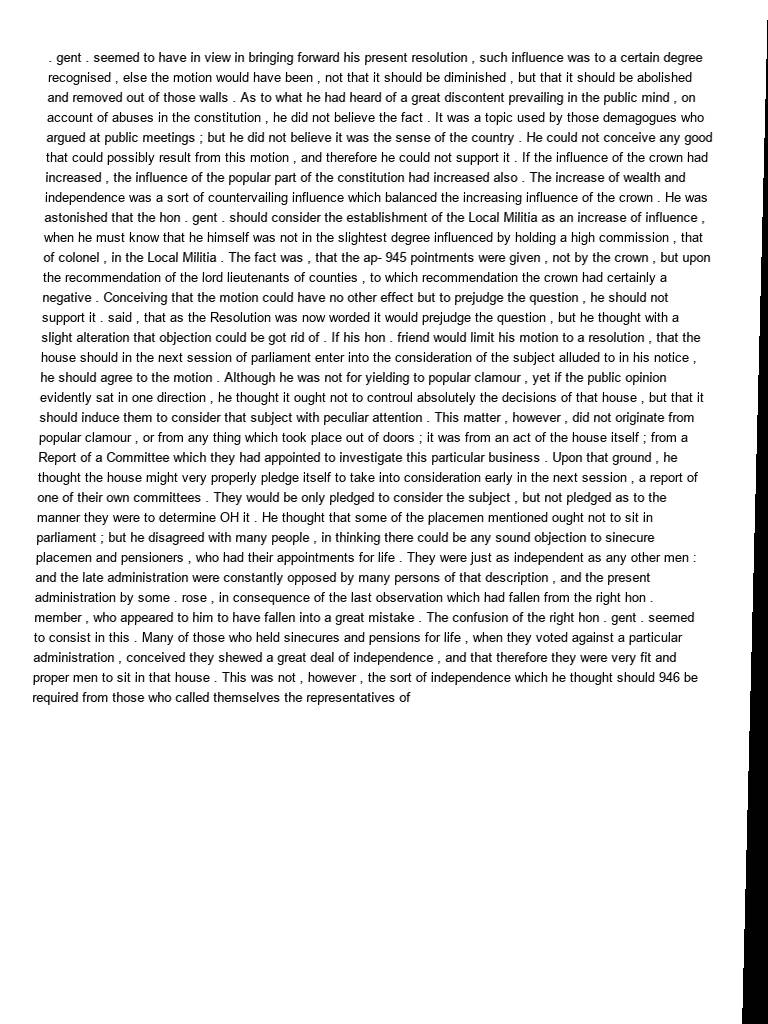 . gent . seemed to have in view in bringing forward his present resolution , such influence was to a certain degree
recognised , else the motion would have been , not that it should be diminished , but that it should be abolished
and removed out of those walls . As to what he had heard of a great discontent prevailing in the public mind , on
account of abuses in the constitution , he did not believe the fact . It was a topic used by those demagogues who
argued at public meetings ; but he did not believe it was the sense of the country . He could not conceive any good
that could possibly result from this motion , and therefore he could not support it . If the influence of the crown had
increased , the influence of the popular part of the constitution had increased also . The increase of wealth and
independence was a sort of countervailing influence which balanced the increasing influence of the crown . He was
astonished that the hon . gent . should consider the establishment of the Local Militia as an increase of influence ,
when he must know that he himself was not in the slightest degree influenced by holding a high commission , that
of colonel , in the Local Militia . The fact was , that the ap- 945 pointments were given , not by the crown , but upon
the recommendation of the lord lieutenants of counties , to which recommendation the crown had certainly a
negative . Conceiving that the motion could have no other effect but to prejudge the question , he should not
support it . said , that as the Resolution was now worded it would prejudge the question , but he thought with a
slight alteration that objection could be got rid of . If his hon . friend would limit his motion to a resolution , that the
house should in the next session of parliament enter into the consideration of the subject alluded to in his notice ,
he should agree to the motion . Although he was not for yielding to popular clamour , yet if the public opinion
evidently sat in one direction , he thought it ought not to controul absolutely the decisions of that house , but that it
should induce them to consider that subject with peculiar attention . This matter , however , did not originate from
popular clamour , or from any thing which took place out of doors ; it was from an act of the house itself ; from a
Report of a Committee which they had appointed to investigate this particular business . Upon that ground , he
thought the house might very properly pledge itself to take into consideration early in the next session , a report of
one of their own committees . They would be only pledged to consider the subject , but not pledged as to the
manner they were to determine OH it . He thought that some of the placemen mentioned ought not to sit in
parliament ; but he disagreed with many people , in thinking there could be any sound objection to sinecure
placemen and pensioners , who had their appointments for life . They were just as independent as any other men :
and the late administration were constantly opposed by many persons of that description , and the present
administration by some . rose , in consequence of the last observation which had fallen from the right hon .
member , who appeared to him to have fallen into a great mistake . The confusion of the right hon . gent . seemed
to consist in this . Many of those who held sinecures and pensions for life , when they voted against a particular
administration , conceived they shewed a great deal of independence , and that therefore they were very fit and
proper men to sit in that house . This was not , however , the sort of independence which he thought should 946 be
required from those who called themselves the representatives of